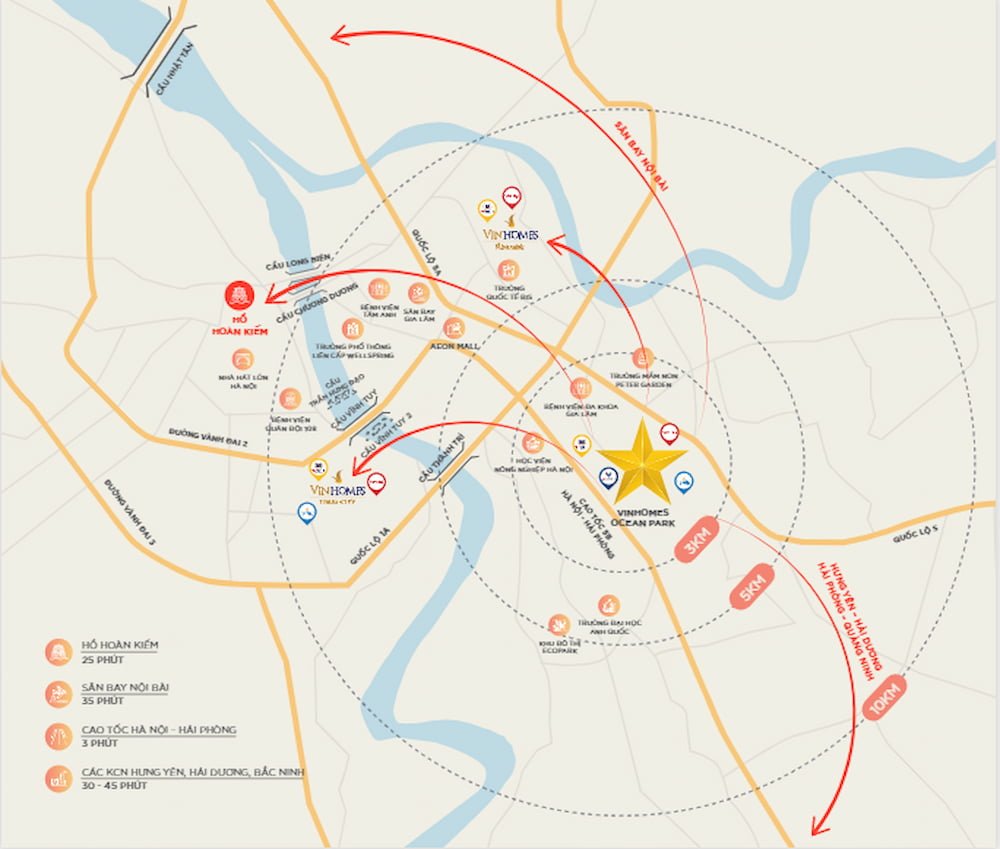 CẦU NHẬT TÂN
SÂN BAY NỘI BÀI
VINHOMES
QUỐC LỘ 5A
CẦU LONG BIÊN
TRƯỜNG
QUỐC TẾ BIS
CẦU CHƯƠNG DƯƠNG
HỒ
HOÀN KIẾM
BỆNH VIỆN
TÂM ANH
SÂN BAY
GIA LÂM
TRƯỜNG PHỔ THÔNG
LIÊN CẤP WELLSPRING
AEON MALL
NHÀ HÁT LỚN
HÀ NỘI
TRƯỜNG MẦM NON
PETER GARDEN
CẦU
TRẦN HƯNG ĐẠO
BỆNH VIỆN
QUÂN ĐỘI 108
CẦU VĨNH TUY
CẦU VĨNH TUY 2
BỆNH VIỆN ĐA KHOA
GIA LÂM
ĐƯỜNG VÀNH ĐAI 2
CẦU THANH TRÌ
HỌC VIỆN
NÔNG NGHIỆP HÀ NỘI
VINHOMES
TIMES CITY
ĐƯỜNG VÀNH ĐAI 3
QUỐC LỘ 1A
CAO TỐC 5B
HÀ NỘI - HẢI PHÒNG
VINHOMES
OCEAN PARK
QUỐC LỘ 5
3KM
5KM
10KM
HƯNG YÊN - HẢI DƯƠNG
HẢI PHÒNG - QUẢNG NINH
TRƯỜNG ĐẠI HỌC
ANH QUỐC
KHU ĐÔ THỊ
ECOPARK
HỒ HOÀN KIẾM
25 PHÚT
SÂN BAY NỘI BÀI
35 PHÚT
CAO TỐC HÀ NỘI - HẢI PHÒNG
3 PHÚT
CÁC KCN HƯNG YÊN, HẢI DƯƠNG, BẮC NINH
30 - 45 PHÚT